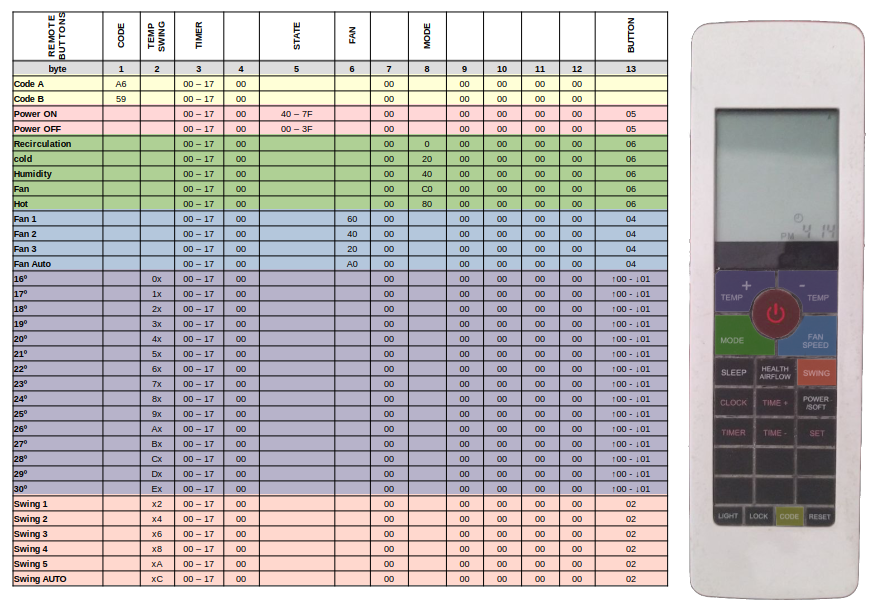 REMOTE BUTTONS CODE TEMP SWING TIMER STATE FAN MODE BUTTON
byte 1 2 3 4 5 6 7 8 9 10 11 12 13
Code A A6 00 – 17 00 00 00 00 00 00
Code B 59 00 – 17 00 00 00 00 00 00
Power ON 00 – 17 00 40 – 7F 00 00 00 00 00 05
Power OFF 00 – 17 00 00 – 3F 00 00 00 00 00 05
Recirculation 00 – 17 00 00 0 00 00 00 00 06
cold 00 – 17 00 00 20 00 00 00 00 06
Humidity 00 – 17 00 00 40 00 00 00 00 06
Fan 00 – 17 00 00 C0 00 00 00 00 06
Hot 00 – 17 00 00 80 00 00 00 00 06
Fan 1 00 – 17 00 60 00 00 00 00 00 04
Fan 2 00 – 17 00 40 00 00 00 00 00 04
Fan 3 00 – 17 00 20 00 00 00 00 00 04
Fan Auto 00 – 17 00 A0 00 00 00 00 00 04
16º 0x 00 – 17 00 00 00 00 00 00 ↑00 - ↓01
17º 1x 00 – 17 00 00 00 00 00 00 ↑00 - ↓01
18º 2x 00 – 17 00 00 00 00 00 00 ↑00 - ↓01
19º 3x 00 – 17 00 00 00 00 00 00 ↑00 - ↓01
20º 4x 00 – 17 00 00 00 00 00 00 ↑00 - ↓01
21º 5x 00 – 17 00 00 00 00 00 00 ↑00 - ↓01
22º 6x 00 – 17 00 00 00 00 00 00 ↑00 - ↓01
23º 7x 00 – 17 00 00 00 00 00 00 ↑00 - ↓01
24º 8x 00 – 17 00 00 00 00 00 00 ↑00 - ↓01
25º 9x 00 – 17 00 00 00 00 00 00 ↑00 - ↓01
26º Ax 00 – 17 00 00 00 00 00 00 ↑00 - ↓01
27º Bx 00 – 17 00 00 00 00 00 00 ↑00 - ↓01
28º Cx 00 – 17 00 00 00 00 00 00 ↑00 - ↓01
29º Dx 00 – 17 00 00 00 00 00 00 ↑00 - ↓01
30º Ex 00 – 17 00 00 00 00 00 00 ↑00 - ↓01
Swing 1 x2 00 – 17 00 00 00 00 00 00 02
Swing 2 x4 00 – 17 00 00 00 00 00 00 02
Swing 3 x6 00 – 17 00 00 00 00 00 00 02
Swing 4 x8 00 – 17 00 00 00 00 00 00 02
Swing 5 xA 00 – 17 00 00 00 00 00 00 02
Swing AUTO xC 00 – 17 00 00 00 00 00 00 02
PM 4 14
+ -
TEMP TEMP
MODE FAN
SPEED
SLEEP HEALTH AIRFLOW SWING
CLOCK TIME + POWER /SOFT
TIMER TIME - SET
LIGHT LOCK CODE RESET